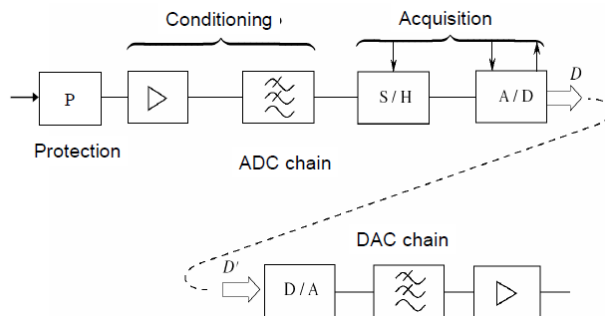 Conditioning
Acquisition
P
S / H
A / D
D
Protection
ADC chain
DAC chain
D'
D / A